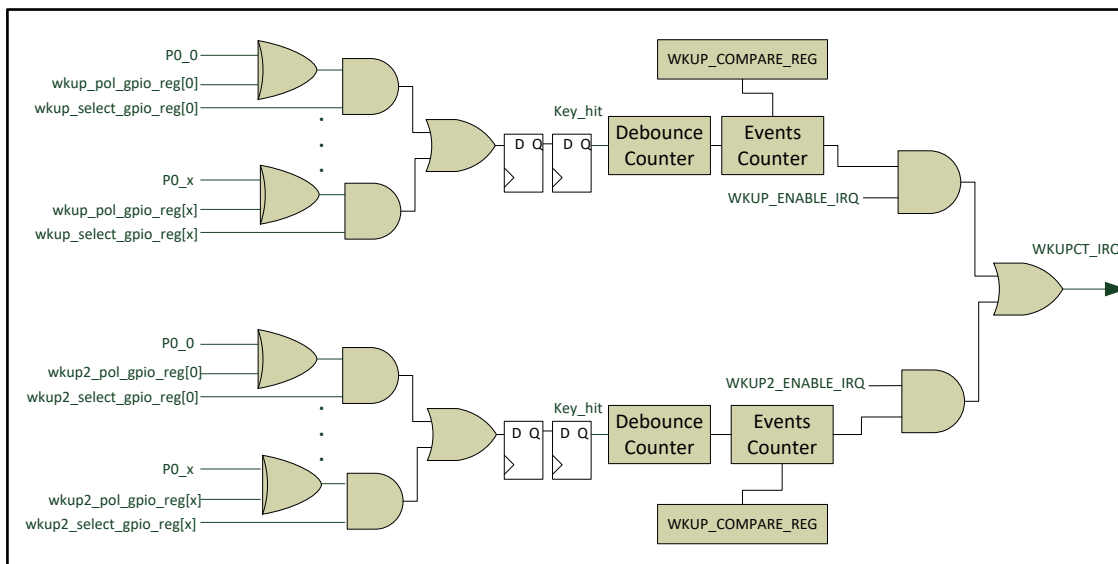 P0_0
wkup_pol_gpio_reg[0]
wkup_select_gpio_reg[0]
P0_x
wkup_pol_gpio_reg[x]
wkup_select_gpio_reg[x]
D Q
D Q
Key_hit
Debounce
Counter
WKUP_COMPARE_REG
Events
Counter
WKUP_ENABLE_IRQ
WKUPCT_IRQ
P0_0
wkup2_pol_gpio_reg[0]
wkup2_select_gpio_reg[0]
P0_x
wkup2_pol_gpio_reg[x]
wkup2_select_gpio_reg[x]
D Q
D Q
Key_hit
Debounce
Counter
WKUP2_ENABLE_IRQ
Events
Counter
WKUP_COMPARE_REG